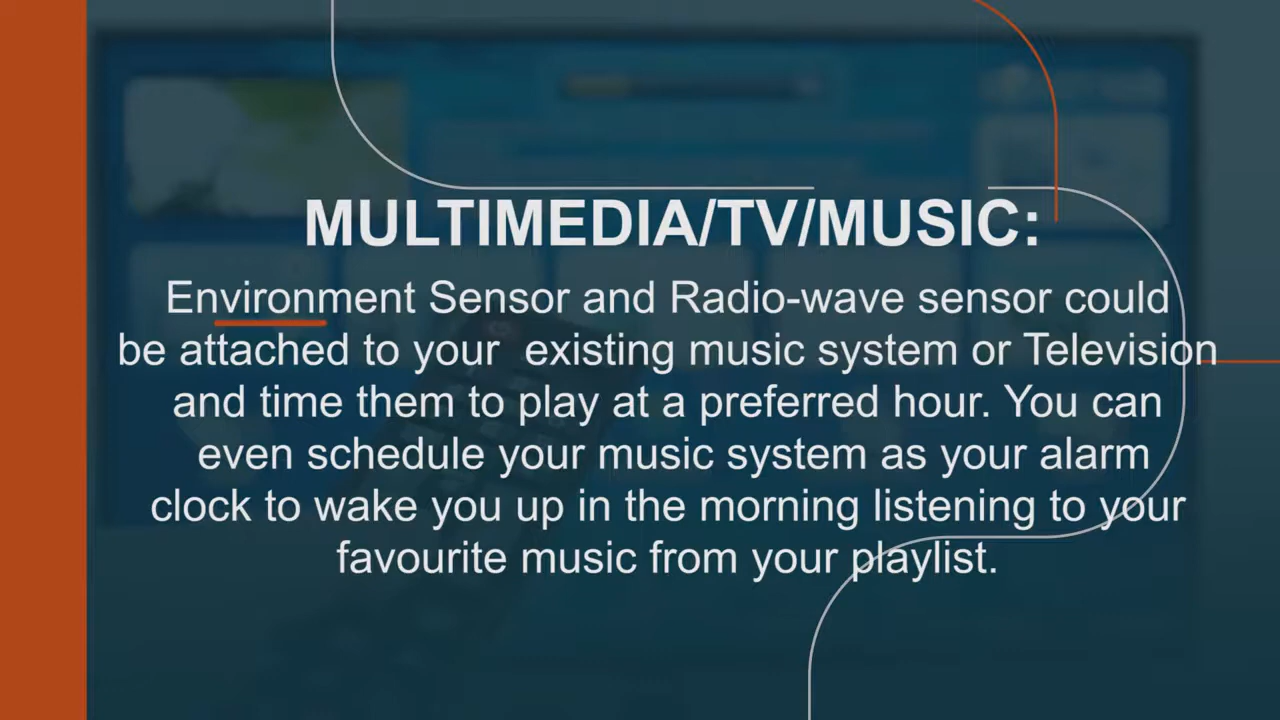 MULTIMEDIA/TV/MUSIC:
Environment Sensor and Radio-wave sensor could
be attached to your  existing music system or Television
and time them to play at a preferred hour. You can
even schedule your music system as your alarm
clock to wake you up in the morning listening to your
favourite music from your playlist.